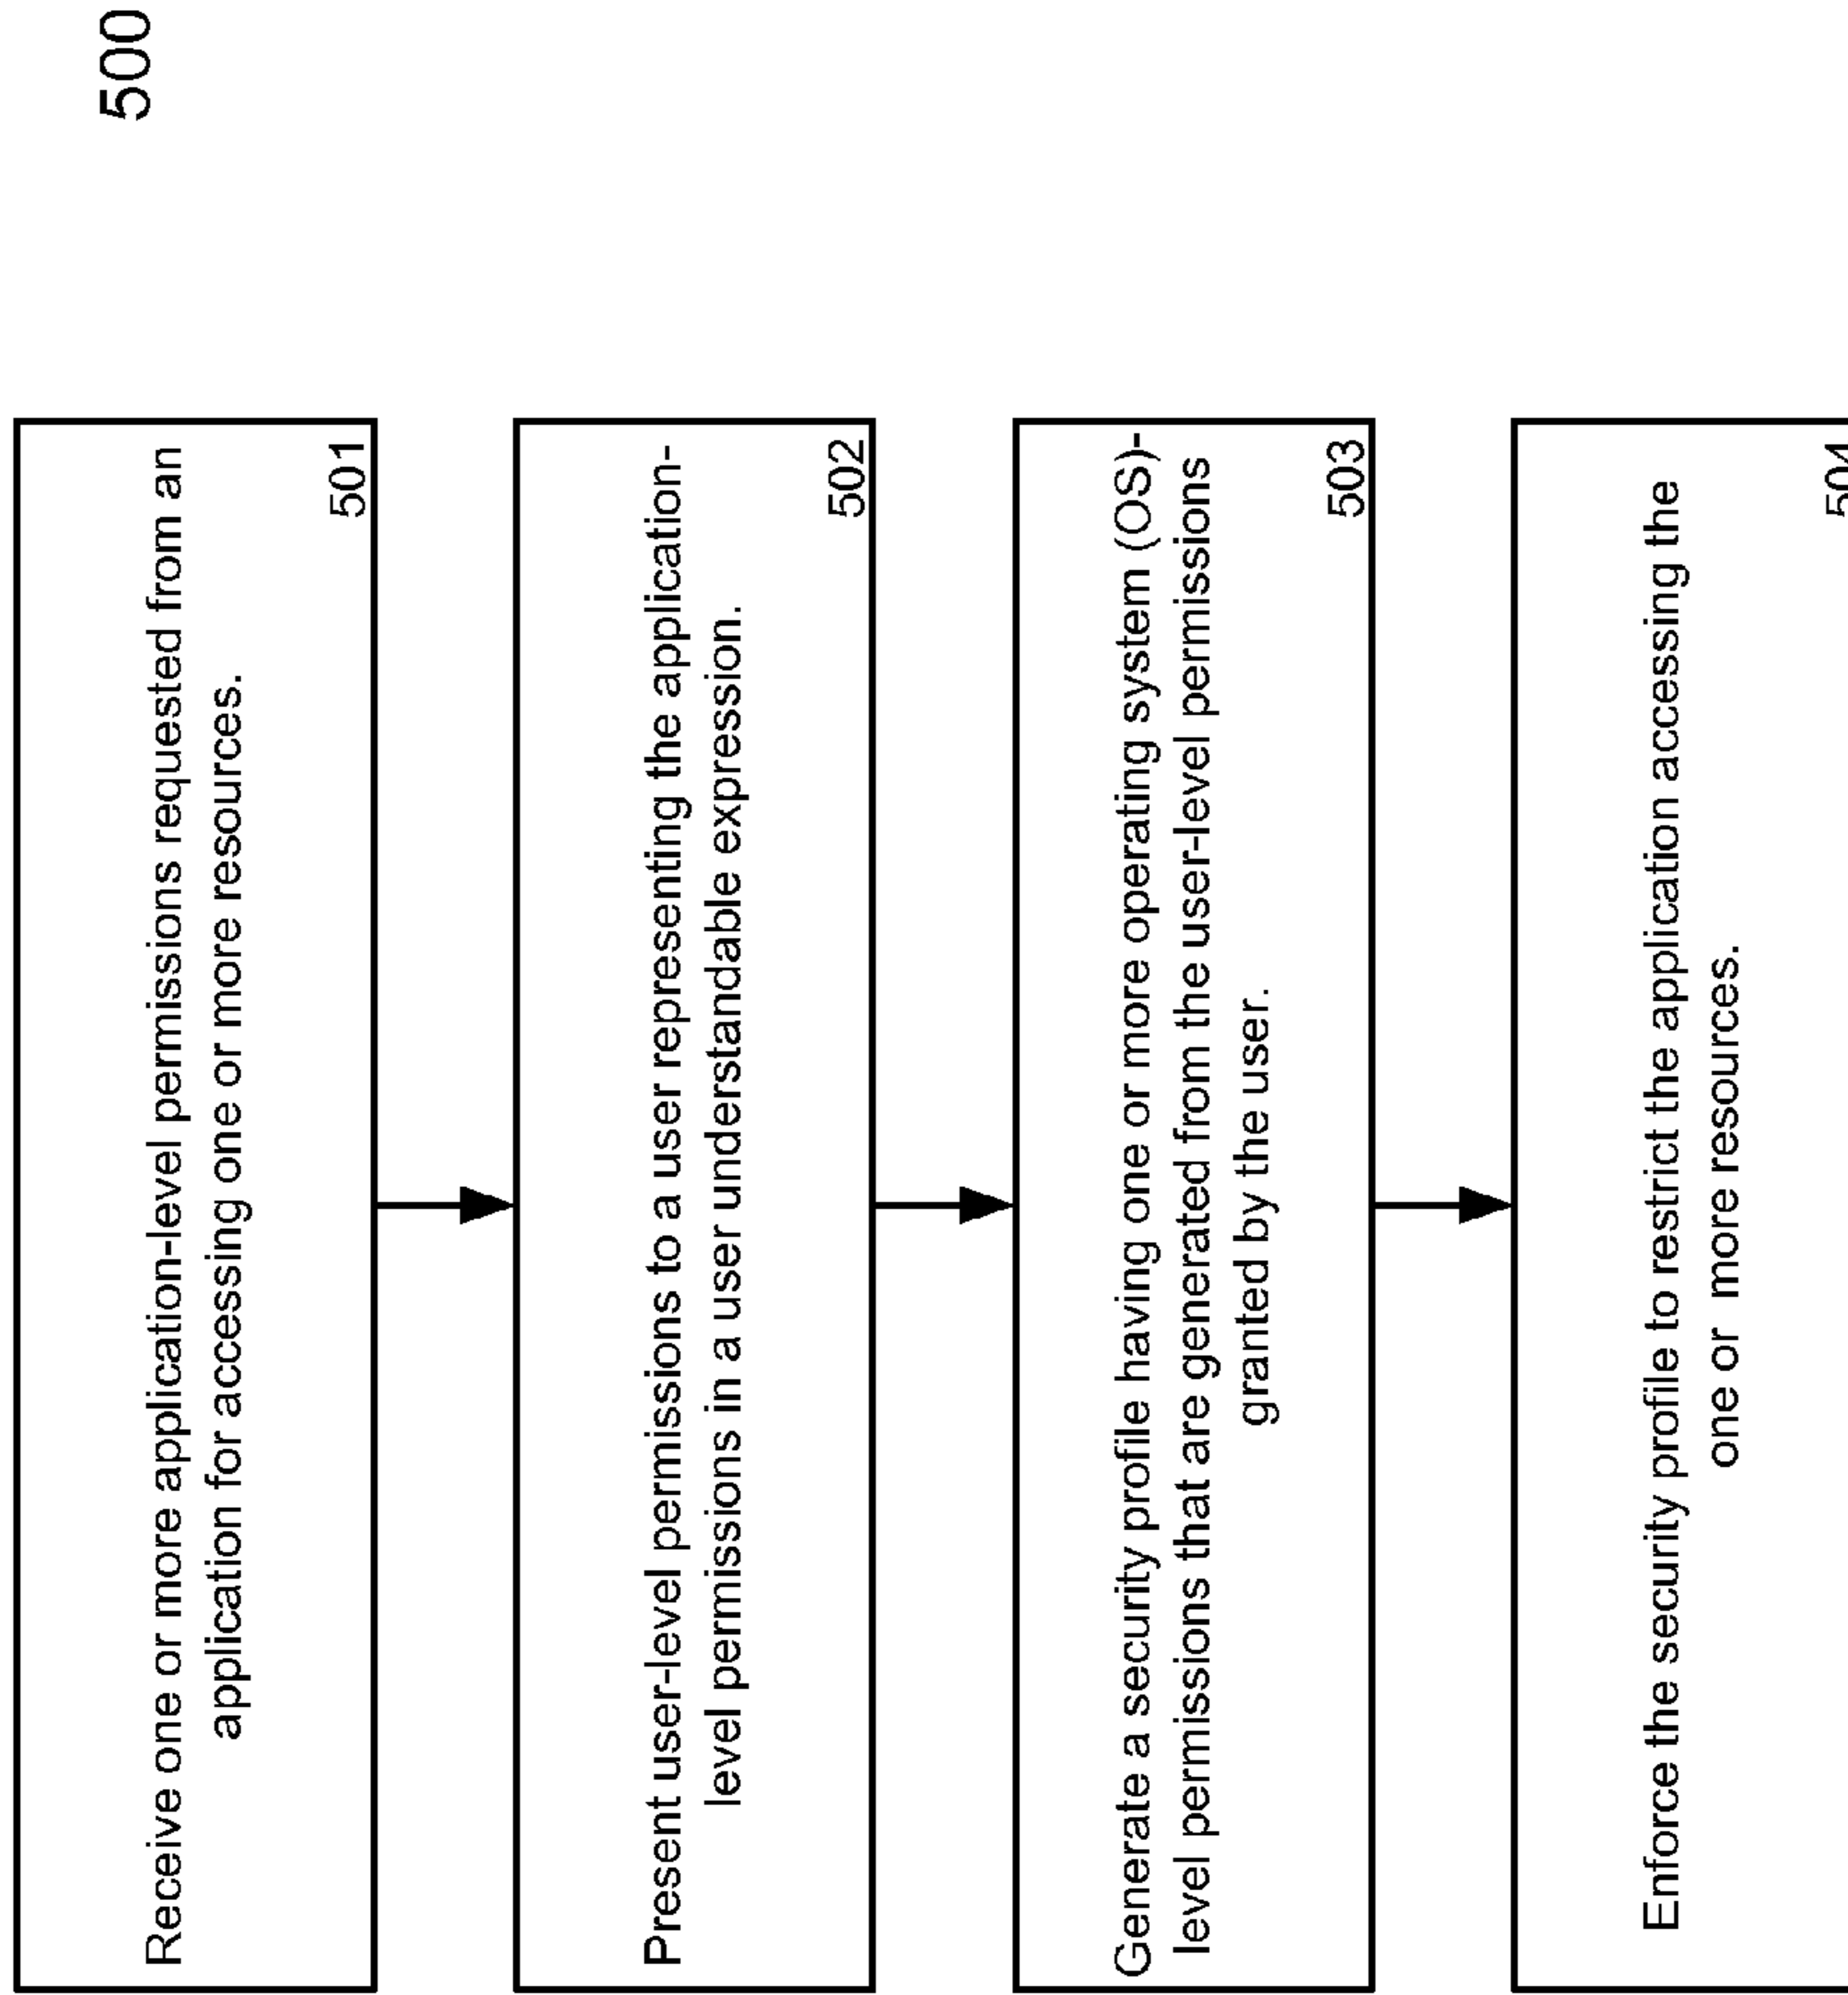 500
Receive one or more application-level permissions requested from an
application for accessing one or more resources.
501
Present user-level permissions to a user representing the application-
level permissions in a user understandable expression.
502
Generate a security profile having one or more operating system (OS)-
level permissions that are generated from the user-level permissions
granted by the user.
503
Enforce the security profile to restrict the application accessing the
one or more resources.
504